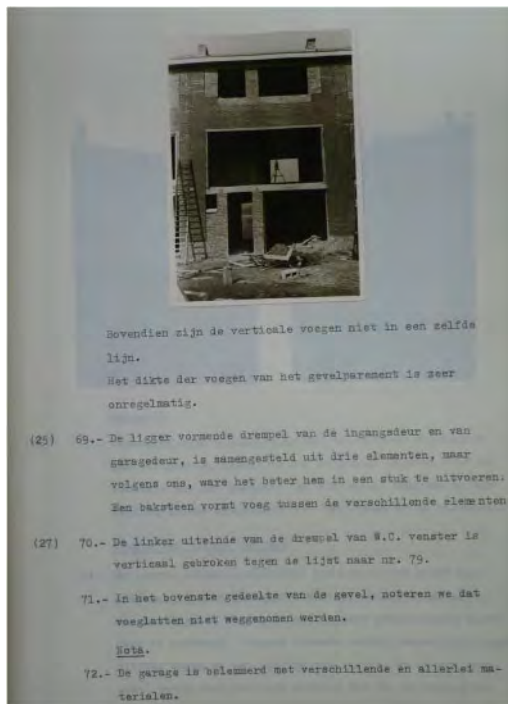 Bovendien zijn de verticale voegen niet in een zelfde
lijn.
Het dikte der voegen van het gevelparement is zeer
onregelmatig.
(25) 69.- De ligger vormende drempel van de ingangsdeur en van
garagedeur, is samengesteld uit drie elementen, maar
volgens ons, ware het beter hem in een stuk te uitvoeren.
Een baksteen vormt voeg tussen de verschillende elementen
(27) 70.- De linker uiteinde van de drempel van W.C. venster is
verticaal gebroken tegen de lijst naar nr. 79.
71.- In het bovenste gedeelte van de gevel, noteren we dat
voeglatten niet weggenomen werden.
Nota.
72.- De garage is belemmerd met verschillende en allerlei ma-
terialen.